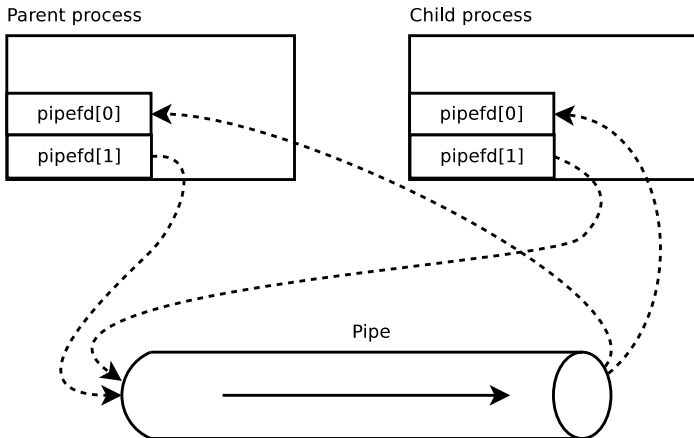 Parent process
Child process
pipefd[0]
pipefd[0]
pipefd[1]
pipefd[1]
Pipe